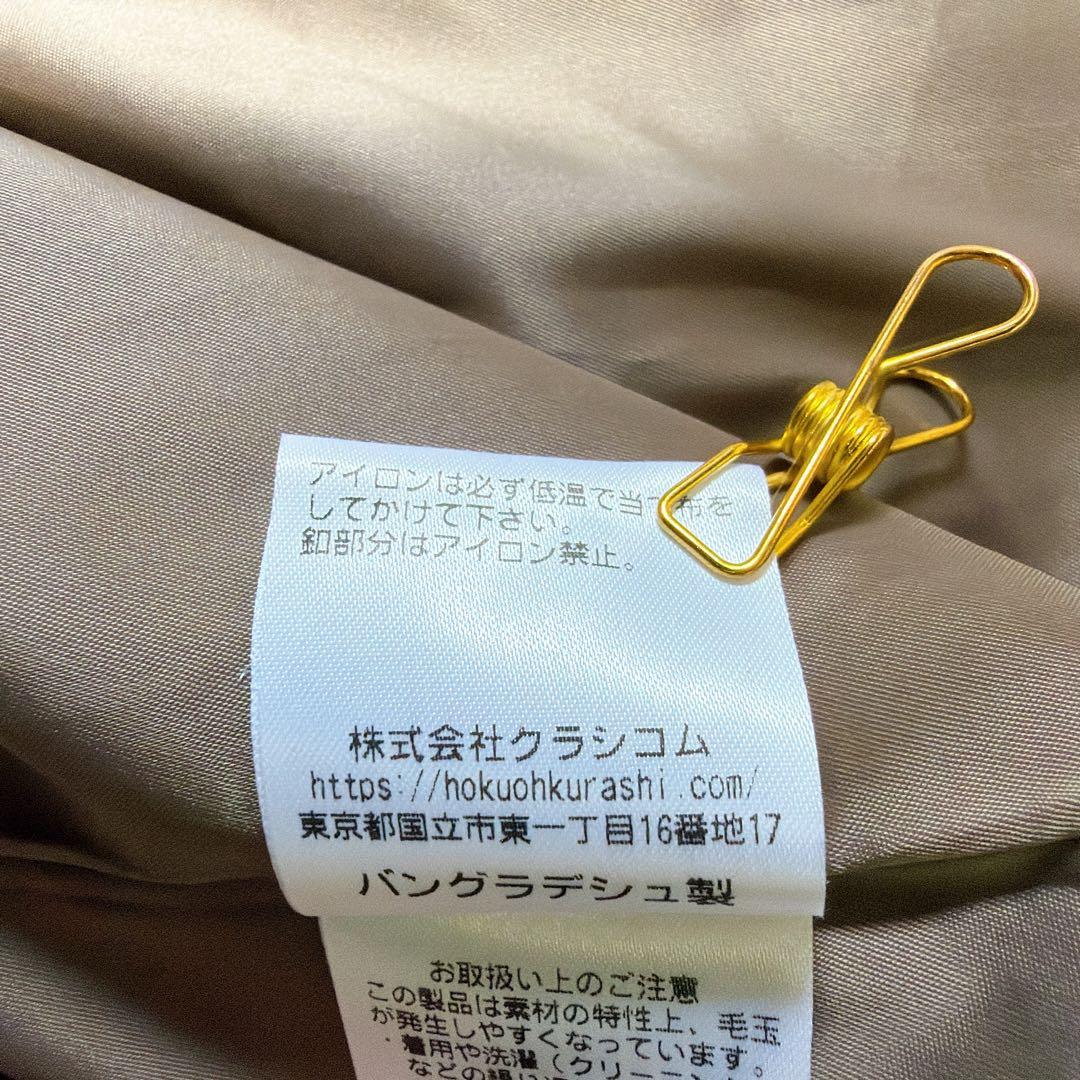 アイロンは必ず低温で当て布を
してかけて下さい。
釦部分はアイロン禁止。
株式会社クラシコム
https://hokuohkurashi.com/
東京都国立市東一丁目16番地17
バングラデシュ製
お取扱い上のご注意
この製品は素材の特性上、毛玉
が発生しやすくなっています。
・着用や洗濯（クリーニン
などの